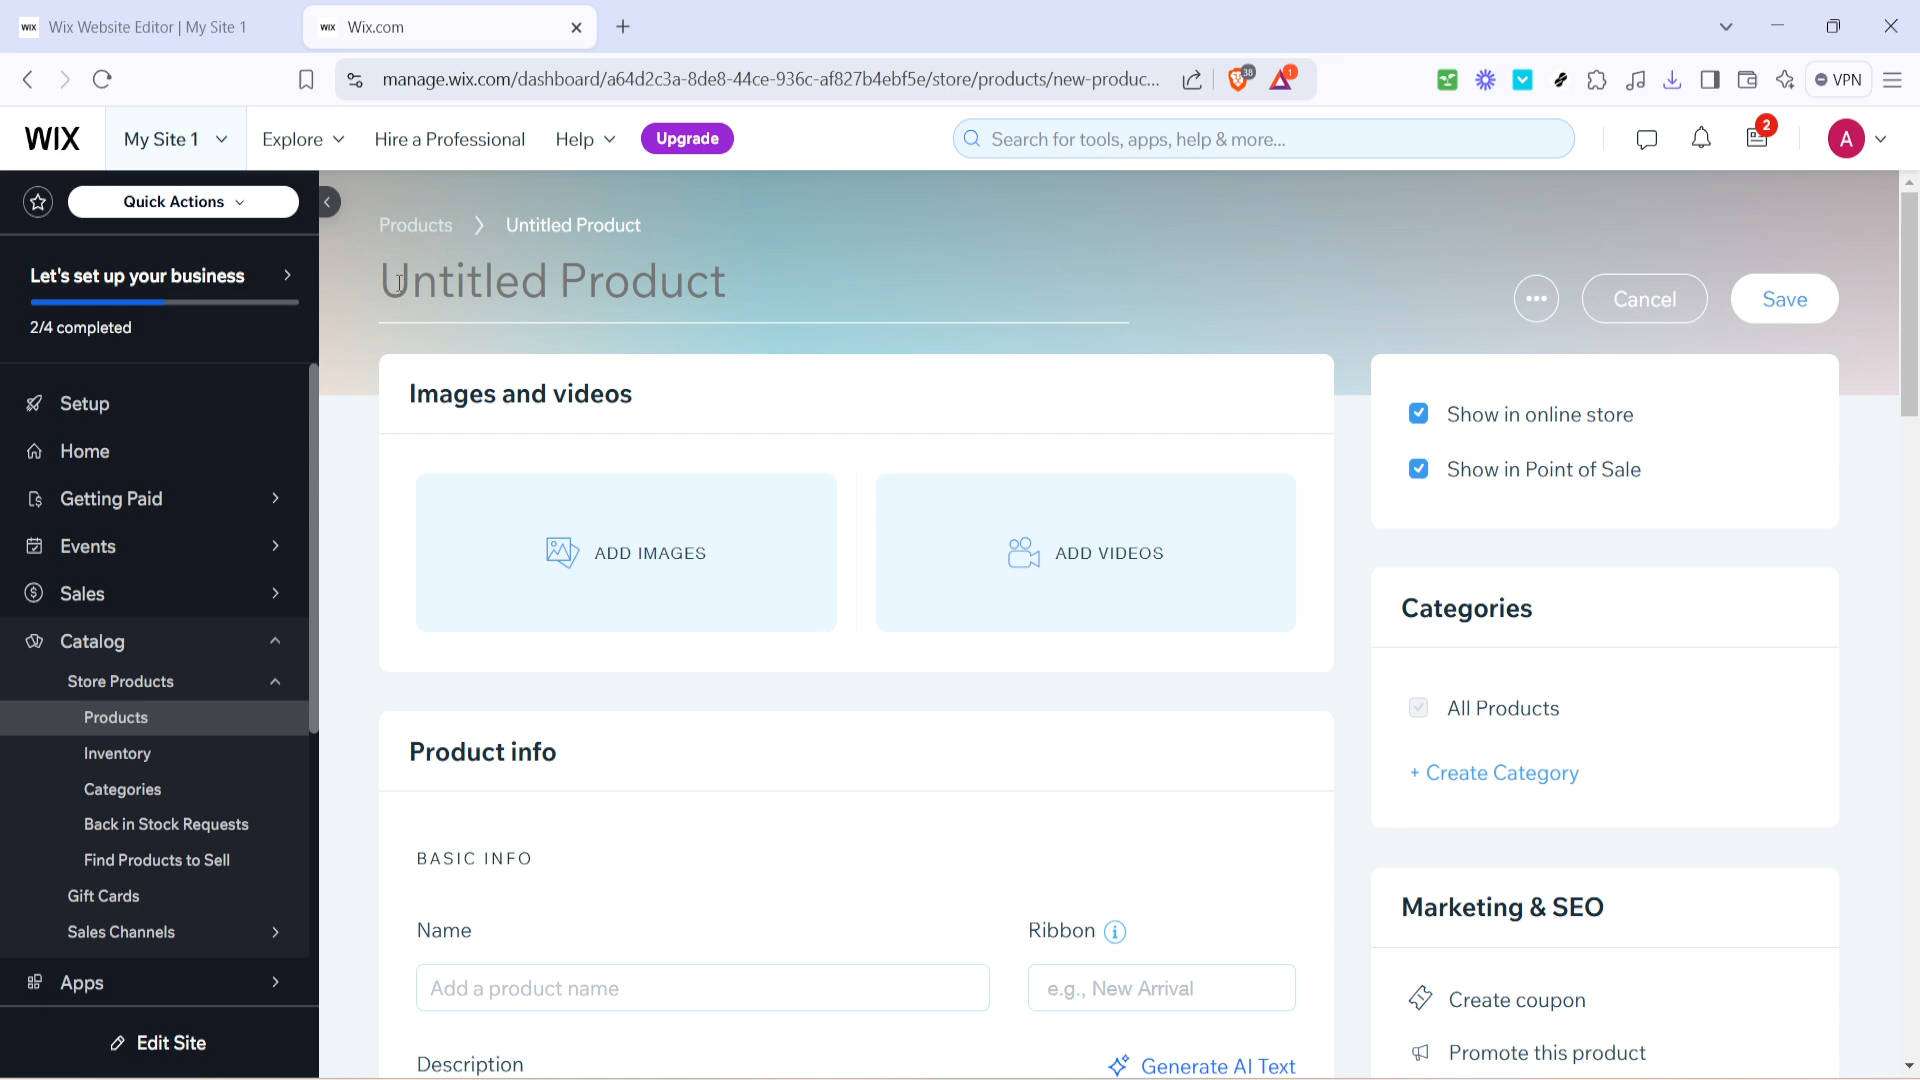 WIX Wix Website Editor | My Site 1
WIX Wix.com
manage.wix.com/dashboard/a64d2c3a-8de8-44ce-936c-af827b4ebf5e/store/products/new-produc...
38
1
VPN
WIX
My Site 1
Explore
Hire a Professional
Help
Upgrade
Search for tools, apps, help & more...
2
A
Quick Actions
Let's set up your business
2/4 completed
Setup
Home
Getting Paid
Events
Sales
Catalog
Store Products
Products
Inventory
Categories
Back in Stock Requests
Find Products to Sell
Gift Cards
Sales Channels
Apps
Edit Site
Products > Untitled Product
Untitled Product
Cancel
Save
Images and videos
ADD IMAGES
ADD VIDEOS
Product info
BASIC INFO
Name
Ribbon
Add a product name
e.g., New Arrival
Description
Generate AI Text
Show in online store
Show in Point of Sale
Categories
All Products
+ Create Category
Marketing & SEO
Create coupon
Promote this product